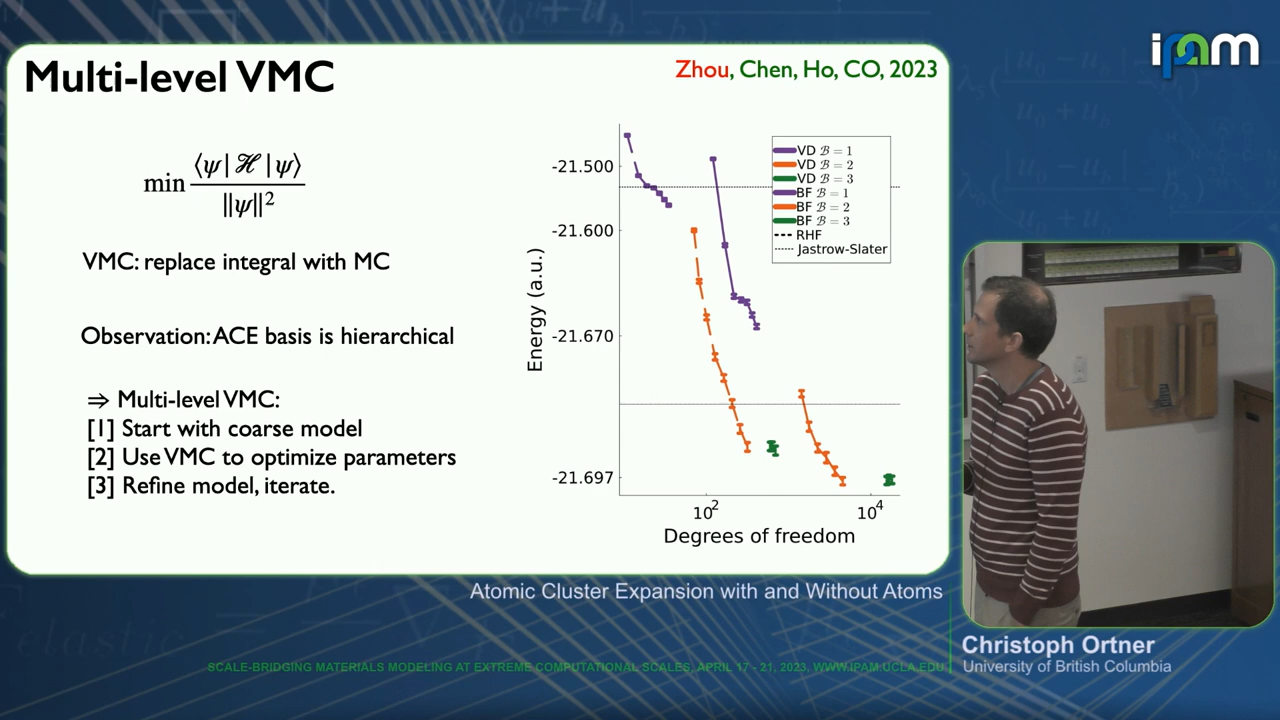 Multi-level VMC
Zhou, Chen, Ho, CO, 2023
ipam
min ⟨ψ|ℋ|ψ⟩ / ‖ψ‖²
VMC: replace integral with MC
Observation: ACE basis is hierarchical
⇒ Multi-level VMC:
[1] Start with coarse model
[2] Use VMC to optimize parameters
[3] Refine model, iterate.
Energy (a.u.)
-21.500
-21.600
-21.670
-21.697
VD ℬ = 1
VD ℬ = 2
VD ℬ = 3
BF ℬ = 1
BF ℬ = 2
BF ℬ = 3
RHF
Jastrow-Slater
10² 10⁴
Degrees of freedom
Atomic Cluster Expansion with and Without Atoms
Christoph Ortner
University of British Columbia
SCALE-BRIDGING MATERIALS MODELING AT EXTREME COMPUTATIONAL SCALES, APRIL 17 - 21, 2023, WWW.IPAM.UCLA.EDU
elastic